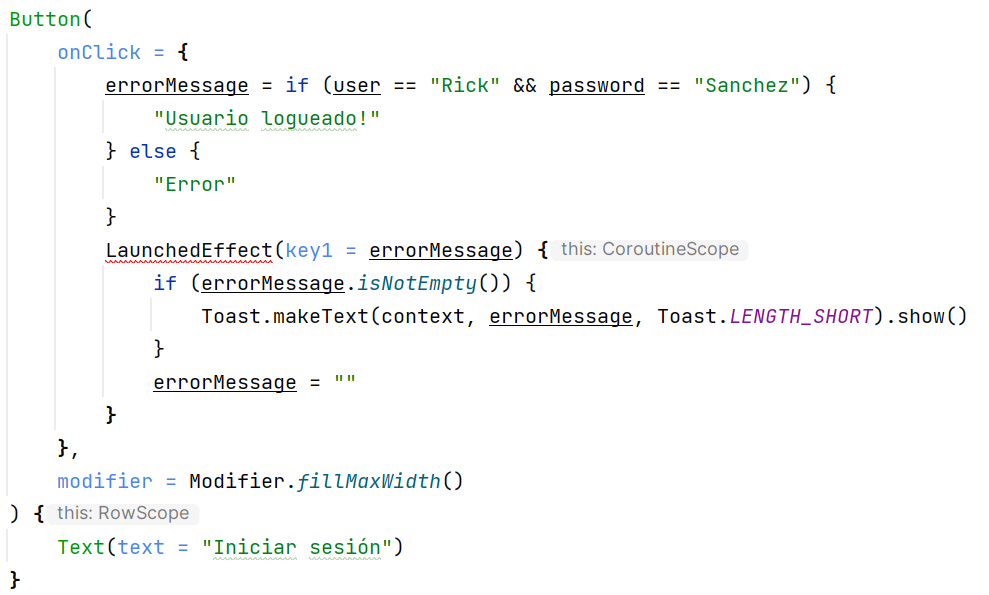 Button(
    onClick = {
        errorMessage = if (user == "Rick" && password == "Sanchez") {
            "Usuario logueado!"
        } else {
            "Error"
        }
        LaunchedEffect(key1 = errorMessage) { this: CoroutineScope
            if (errorMessage.isNotEmpty()) {
                Toast.makeText(context, errorMessage, Toast.LENGTH_SHORT).show()
            }
            errorMessage = ""
        }
    },
    modifier = Modifier.fillMaxWidth()
) { this: RowScope
    Text(text = "Iniciar sesión")
}